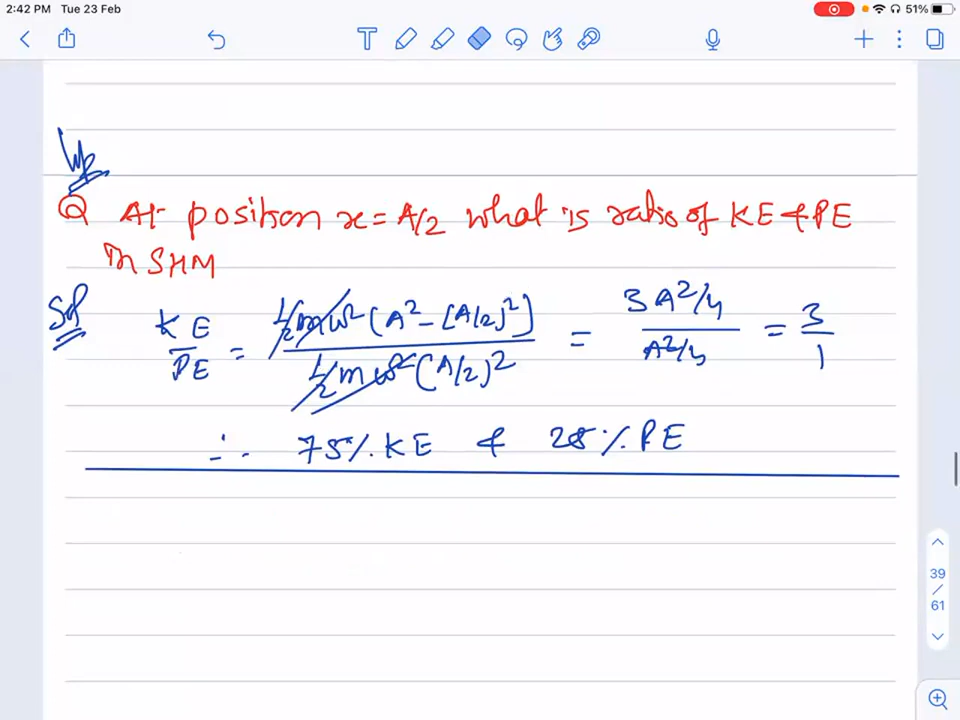 2:42 PM Tue 23 Feb
51%
Imp
Q At position x = A/2 what is ratio of KE & PE
in SHM
Sol KE/PE = ½mω² (A² - [A/2)²] / ½mω² (A/2)² = 3A²/4 / A²/4 = 3/1
∴ 75% KE & 25% PE
39
/
61